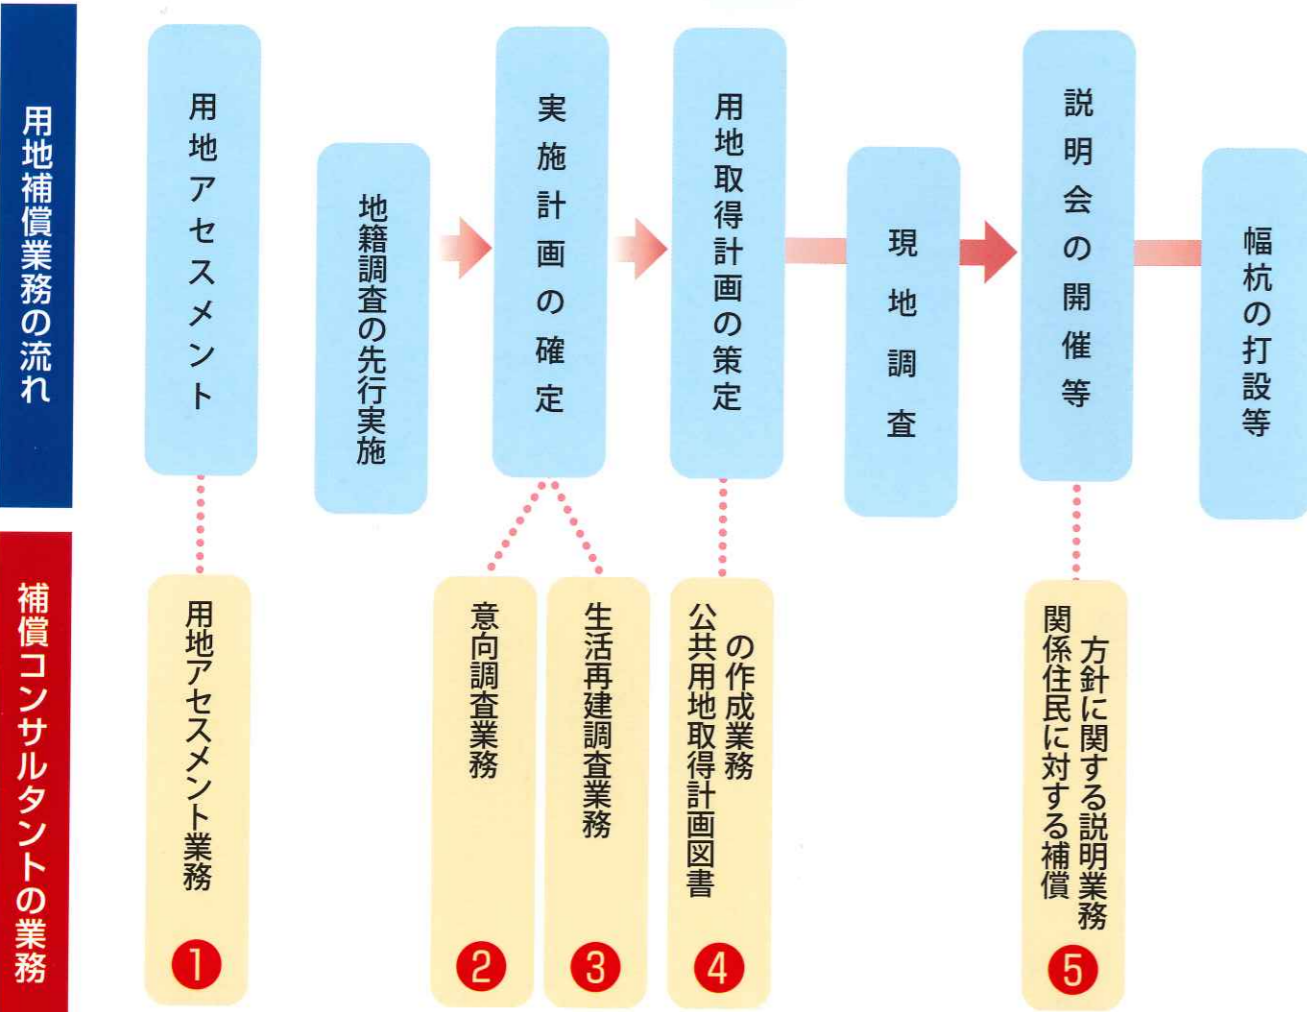 用地補償業務の流れ
用地アセスメント
地籍調査の先行実施
実施計画の確定
用地取得計画の策定
現地調査
説明会の開催等
幅杭の打設等
補償コンサルタントの業務
用地アセスメント業務
1
意向調査業務
2
生活再建調査業務
3
公共用地取得計画図書
の作成業務
4
関係住民に対する補償
方針に関する説明業務
5